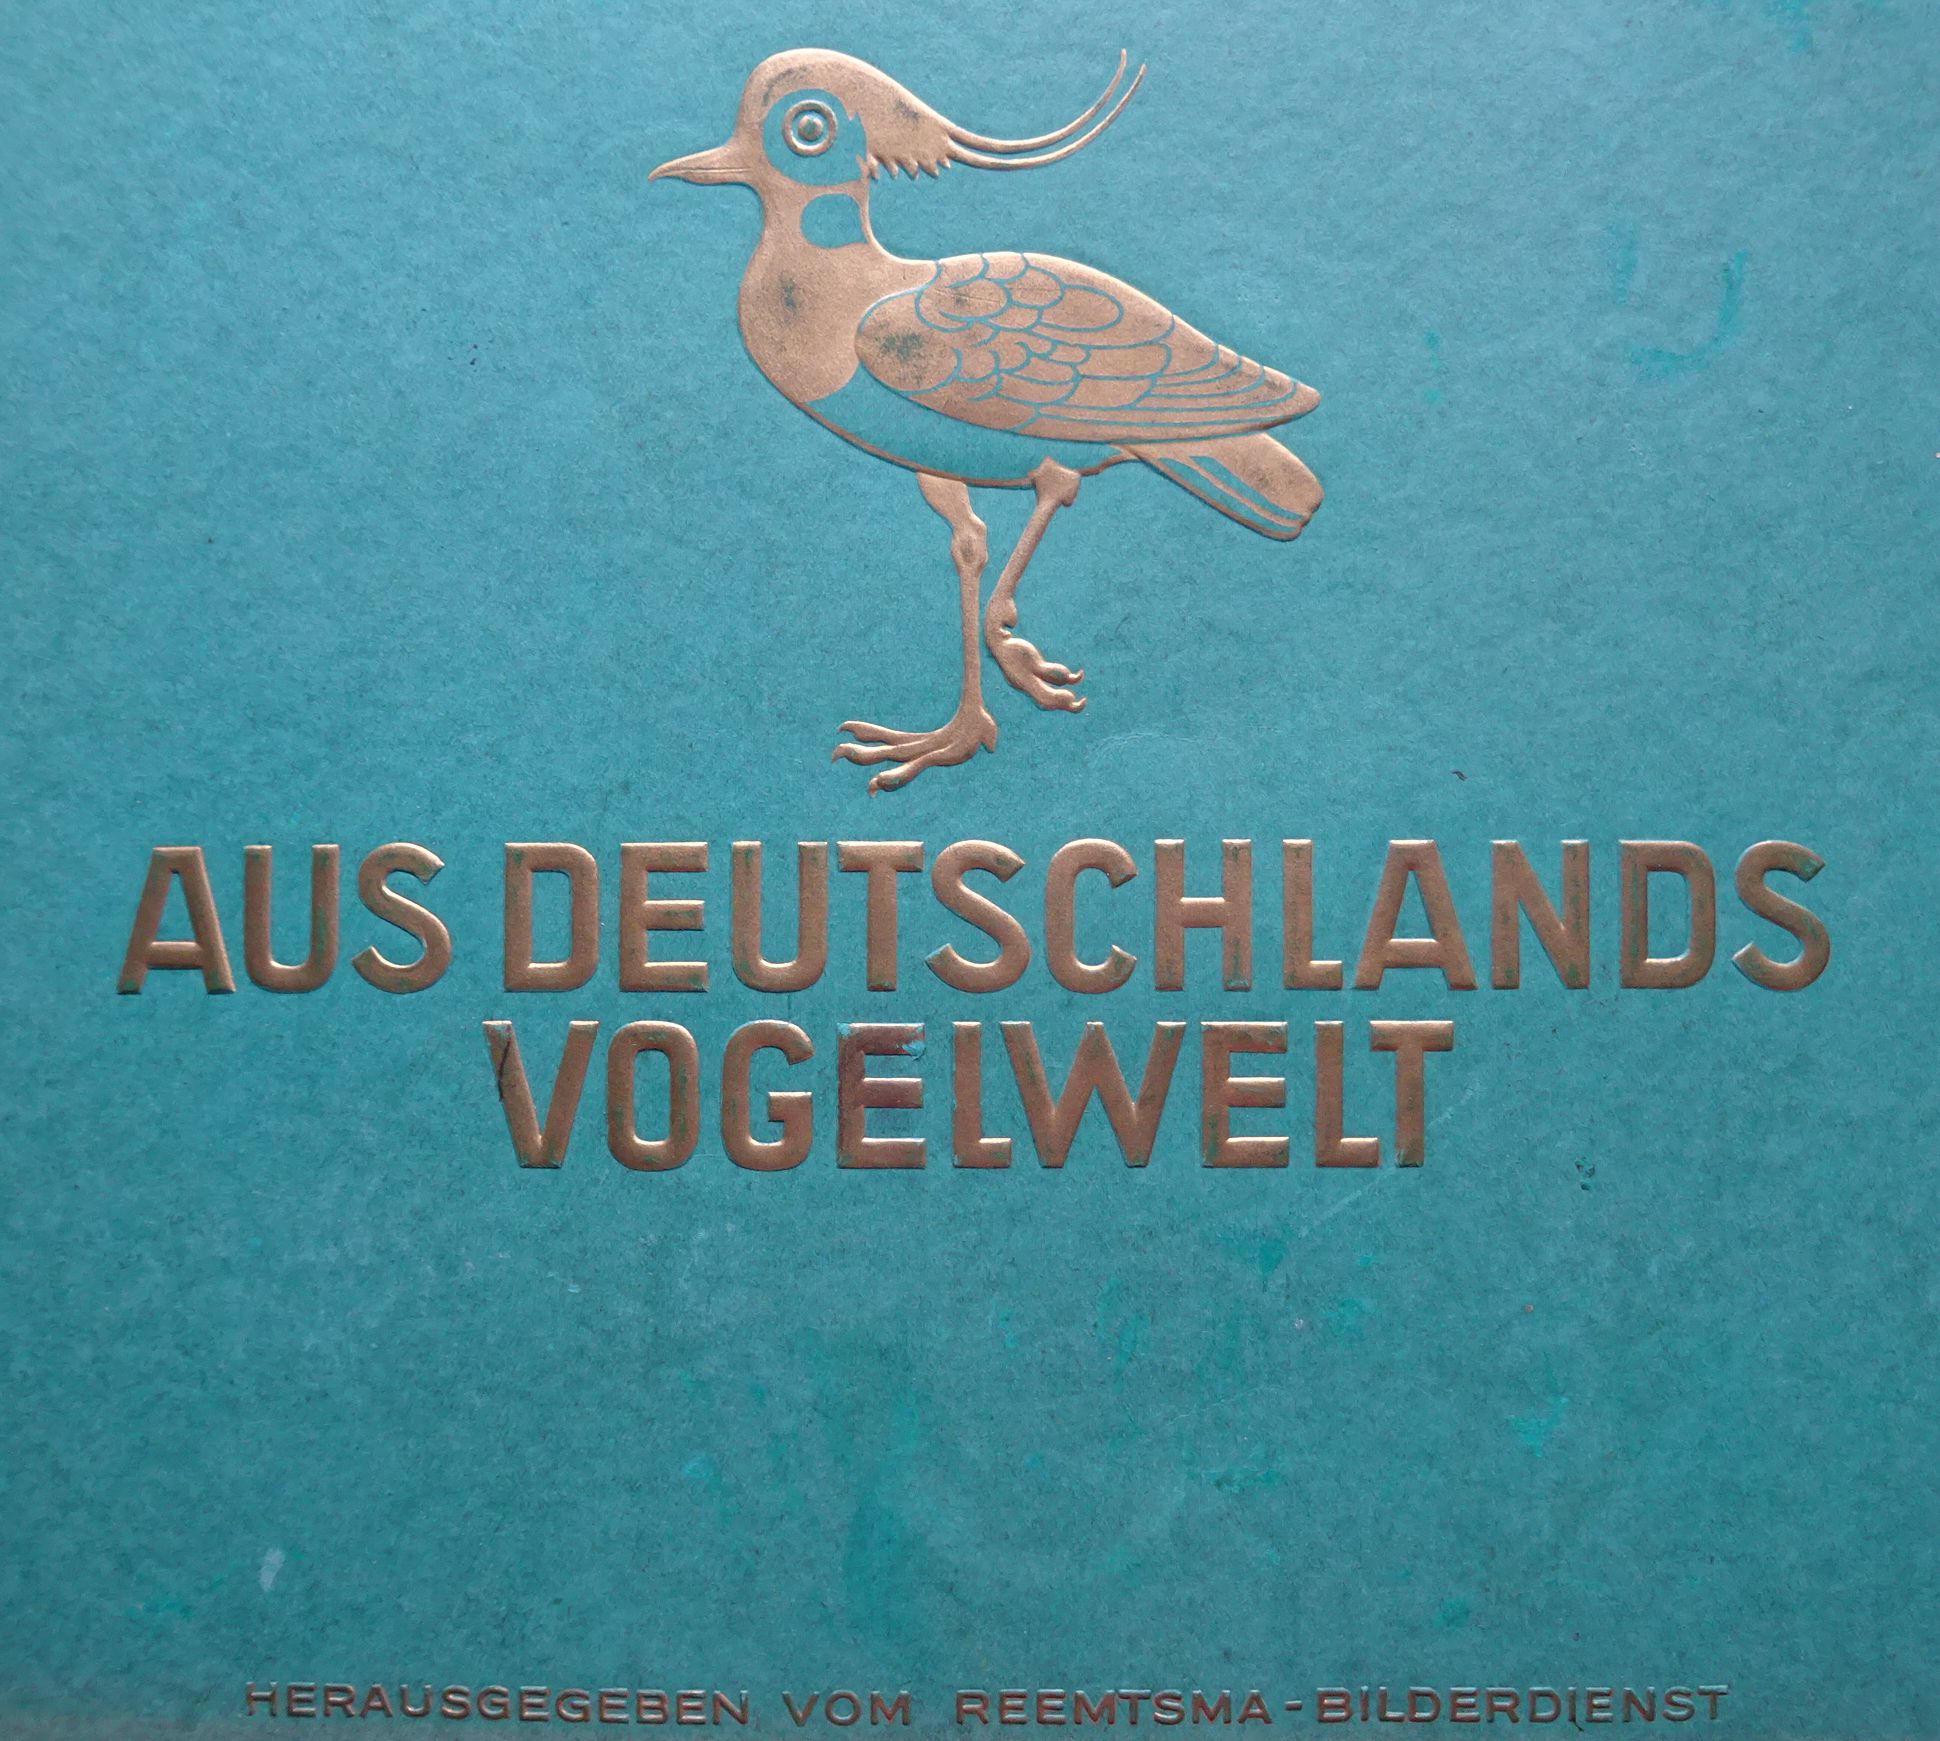 AUS DEUTSCHLANDS
VOGELWELT
HERAUSGEGEBEN VOM REEMTSMA-BILDERDIENST